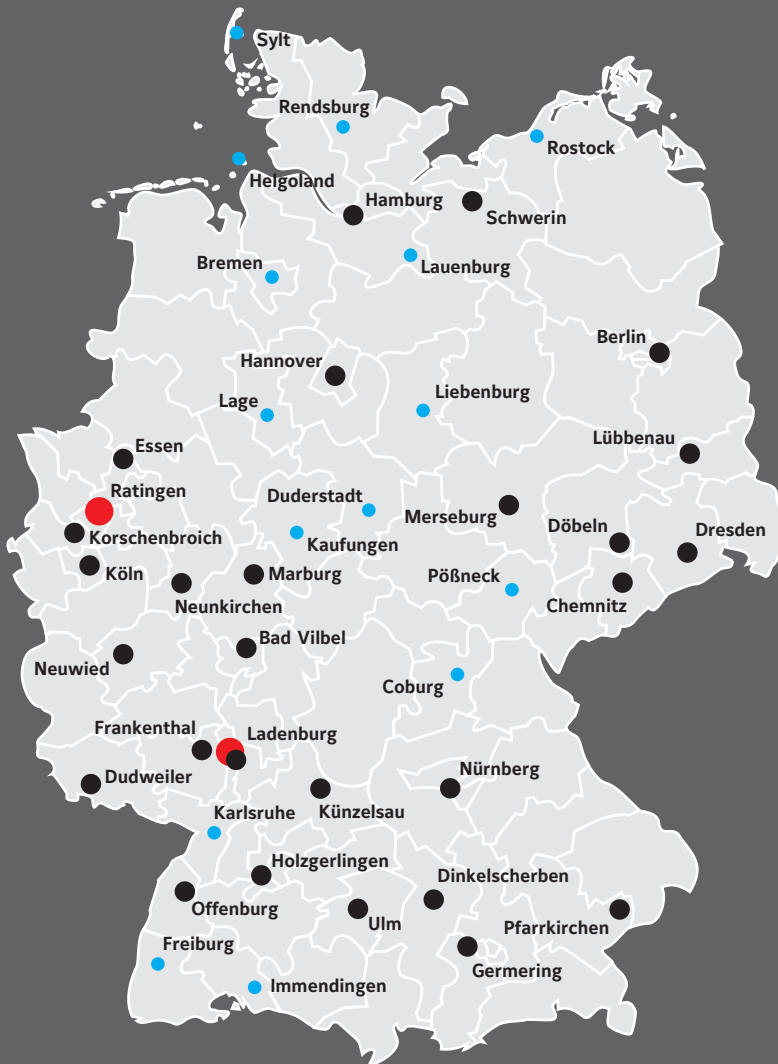 Sylt
Rendsburg
Rostock
Helgoland
Hamburg
Schwerin
Bremen
Lauenburg
Berlin
Hannover
Liebenburg
Lage
Essen
Lübbenau
Ratingen
Duderstadt
Merseburg
Döbeln
Dresden
Korschenbroich
Kaufungen
Köln
Marburg
Pößneck
Neunkirchen
Chemnitz
Bad Vilbel
Neuwied
Coburg
Frankenthal
Ladenburg
Nürnberg
Dudweiler
Karlsruhe
Künzelsau
Holzgerlingen
Dinkelscherben
Offenburg
Ulm
Pfarrkirchen
Freiburg
Germering
Immendingen